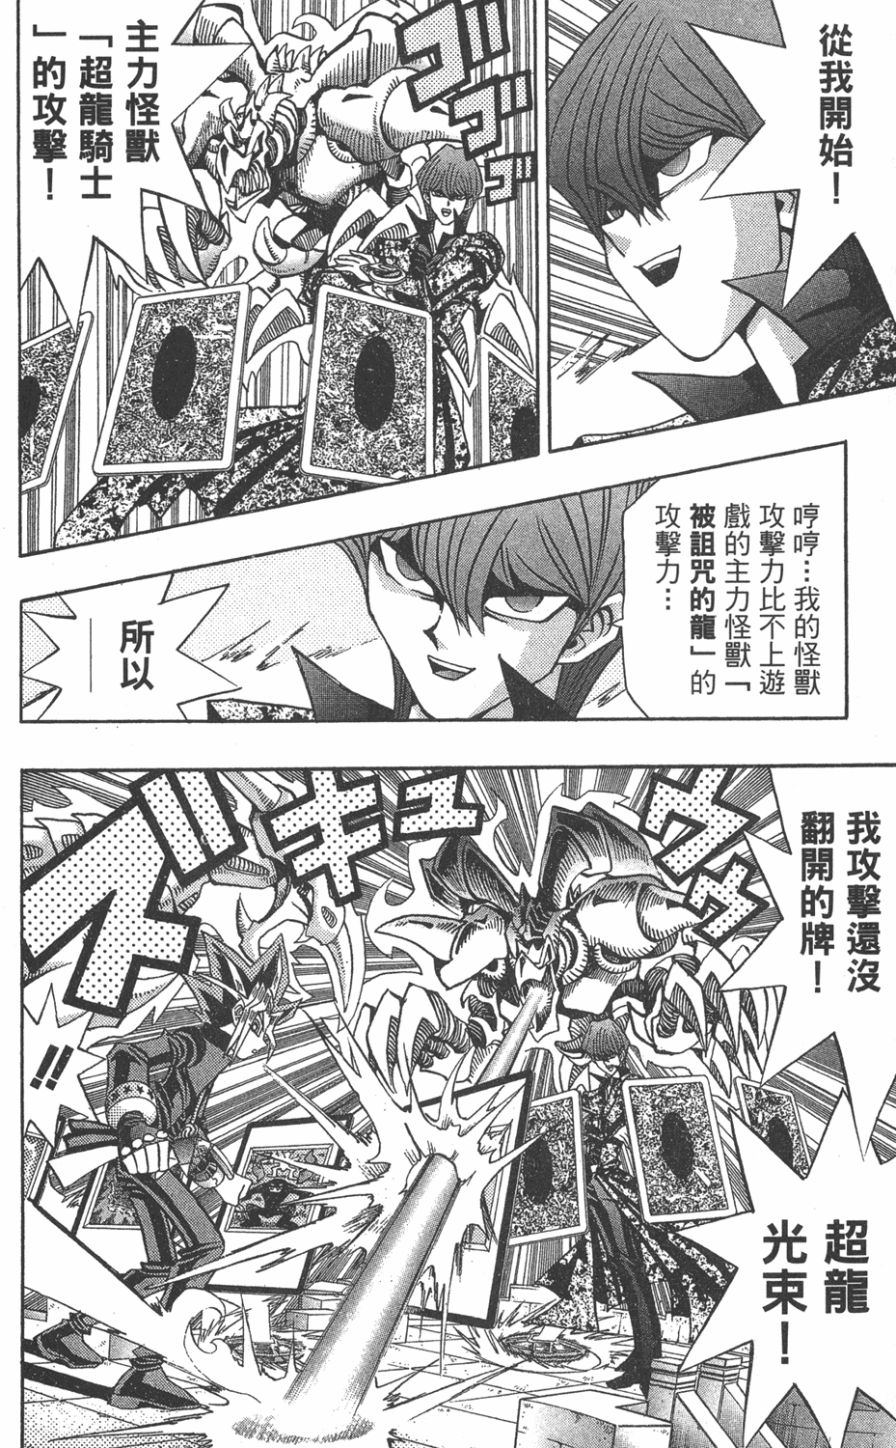 從我開始！
ゴゴゴ
主力怪獸
「超龍騎士
」的攻擊！
哼哼…我的怪獸
攻擊力比不上遊
戲的主力怪獸「
被詛咒的龍」的
攻擊力…
所以
——
我攻擊還沒
翻開的牌！
ズギュウウ
!!
超龍
光束！